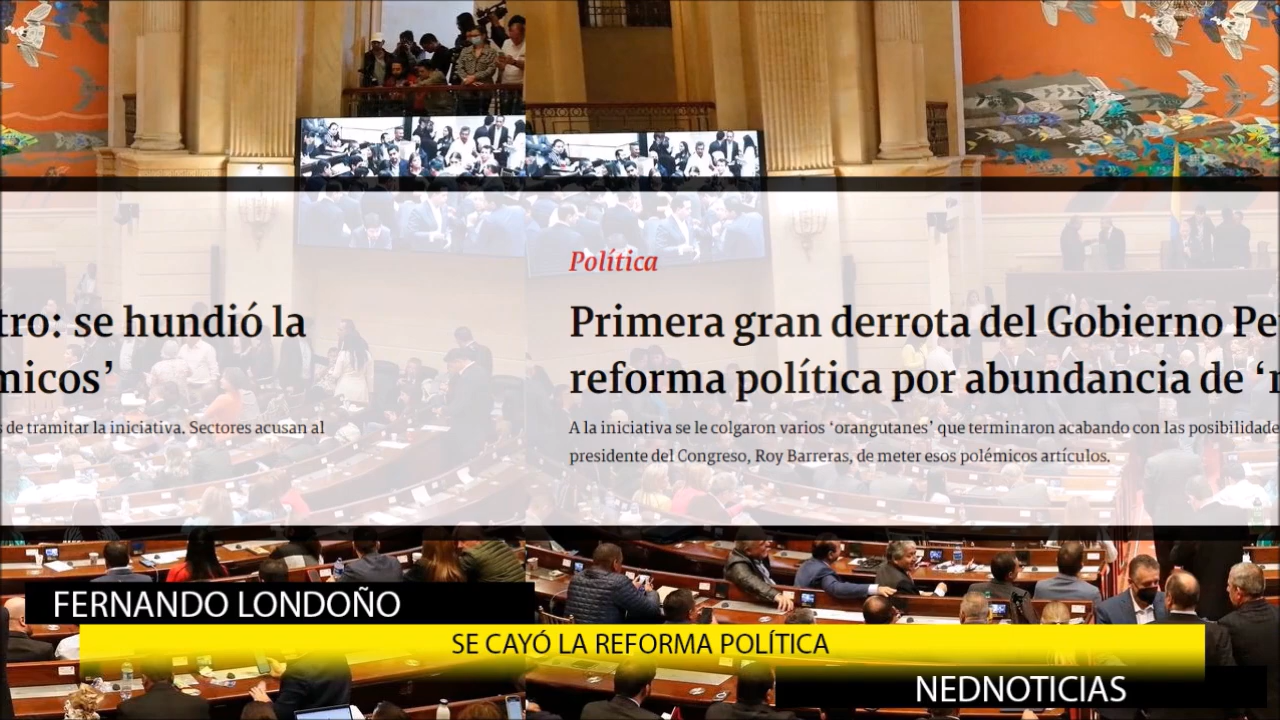 Política
tro: se hundió la
Primera gran derrota del Gobierno Pe
micos’
reforma política por abundancia de ‘
s de tramitar la iniciativa. Sectores acusan al
A la iniciativa se le colgaron varios ‘orangutanes’ que terminaron acabando con las posibilidade
presidente del Congreso, Roy Barreras, de meter esos polémicos artículos.
FERNANDO LONDOÑO
SE CAYÓ LA REFORMA POLÍTICA
NEDNOTICIAS